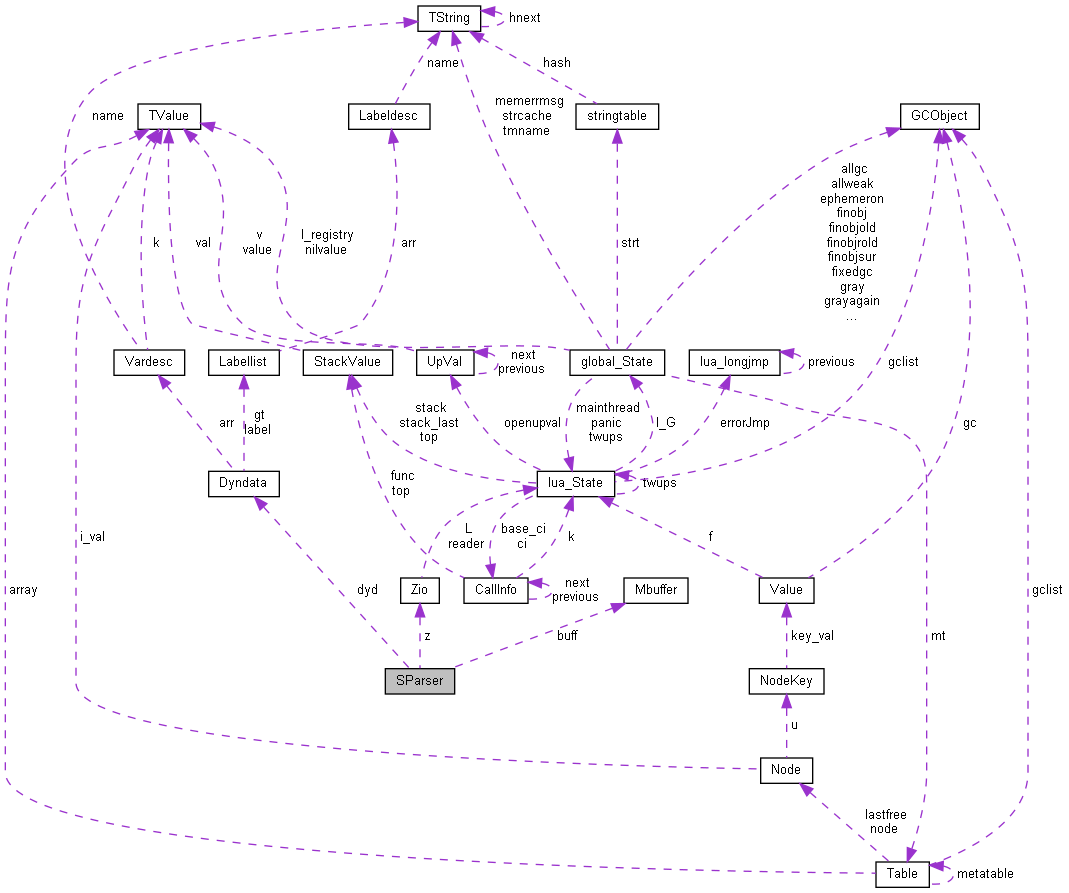 TString
hnext
name
hash
memerrmsg
strcache
tmname
name
TValue
Labeldesc
stringtable
GCObject
allgc
allweak
ephemeron
finobj
finobjold
finobjrold
finobjsur
fixedgc
gray
grayagain
...
k
val
v
value
l_registry
nilvalue
arr
strt
Vardesc
Labellist
StackValue
UpVal
next
previous
global_State
lua_longjmp
previous
gclist
arr
gt
label
stack
stack_last
top
openupval
mainthread
panic
twups
l_G
errorJmp
gc
func
top
Dyndata
lua_State
twups
i_val
L
reader
base_ci
ci
k
f
array
dyd
Zio
CallInfo
next
previous
Mbuffer
Value
gclist
z
buff
key_val
mt
SParser
NodeKey
u
Node
lastfree
node
Table
metatable